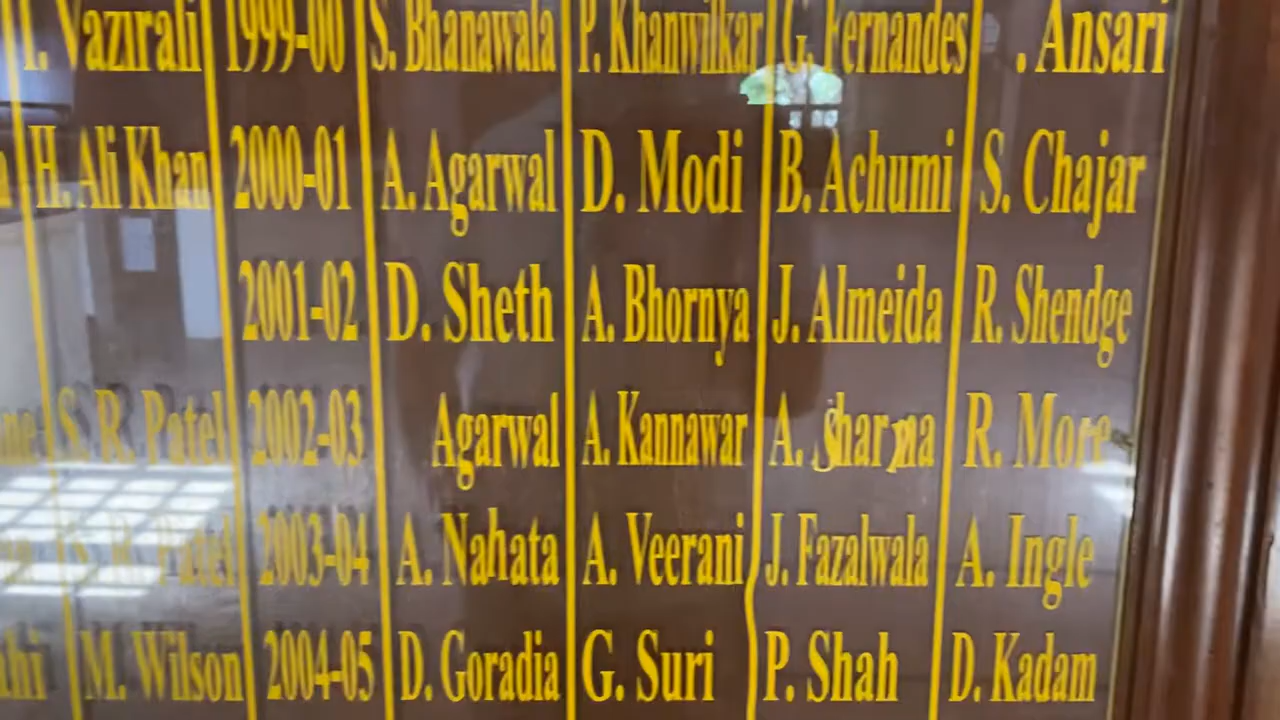 Vazirali 1999-00 S. Bhanawala P. Khanwilkar G. Fernandes . Ansari
H. Ali Khan 2000-01 A. Agarwal D. Modi B. Achumi S. Chajar
2001-02 D. Sheth A. Bhornya J. Almeida R. Shendge
S. R. Patel 2002-03 Agarwal A. Kannawar A. Sharma R. More
S. R. Patel 2003-04 A. Nahata A. Veerani J. Fazalwala A. Ingle
M. Wilson 2004-05 D. Goradia G. Suri P. Shah D. Kadam